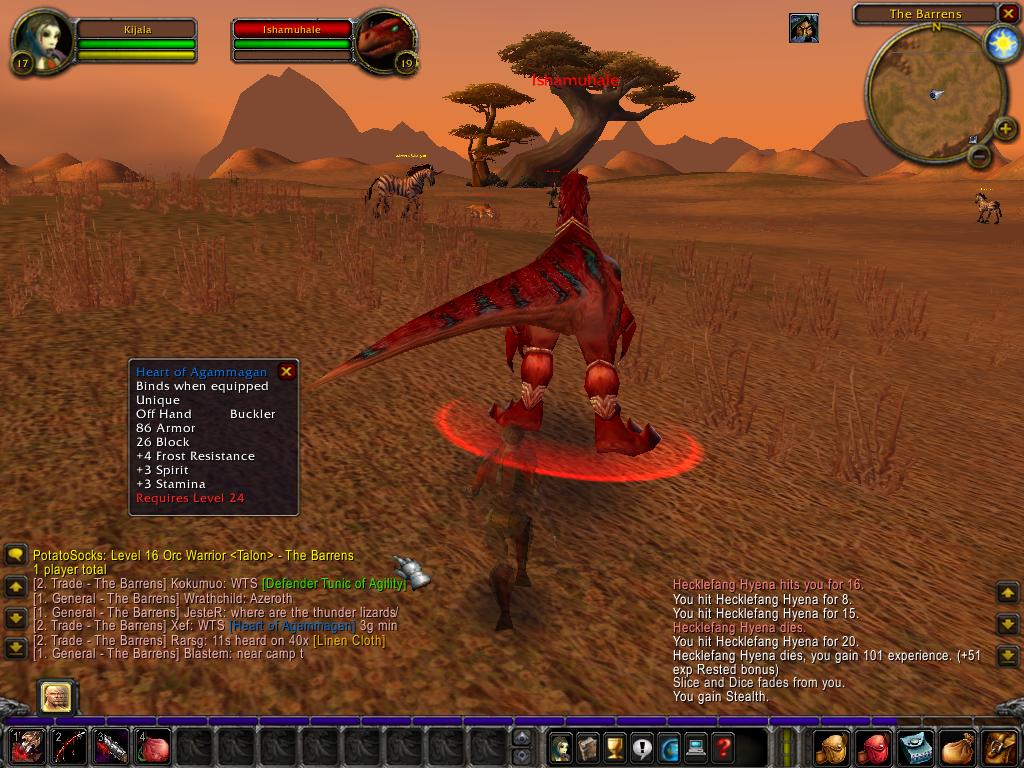 Kijala
17
Ishamuhale
19
The Barrens
N
Ishamuhale
Heart of Agammagan
Binds when equipped
Unique
Off Hand Buckler
86 Armor
26 Block
+4 Frost Resistance
+3 Spirit
+3 Stamina
Requires Level 24
PotatoSocks: Level 16 Orc Warrior <Talon> - The Barrens
1 player total
[2. Trade - The Barrens] Kokumuo: WTS [Defender Tunic of Agility]
[1. General - The Barrens] Wrathchild: Azeroth
[1. General - The Barrens] JesteR: where are the thunder lizards/
[2. Trade - The Barrens] Xef: WTS [Heart of Agammagan] 3g min
[2. Trade - The Barrens] Rarsg: 11s heard on 40x [Linen Cloth]
[1. General - The Barrens] Blastem: near camp t
Hecklefang Hyena hits you for 16.
You hit Hecklefang Hyena for 8.
You hit Hecklefang Hyena for 15.
Hecklefang Hyena dies.
You hit Hecklefang Hyena for 20.
Hecklefang Hyena dies, you gain 101 experience. (+51
exp Rested bonus)
Slice and Dice fades from you.
You gain Stealth.
1 2 3 4